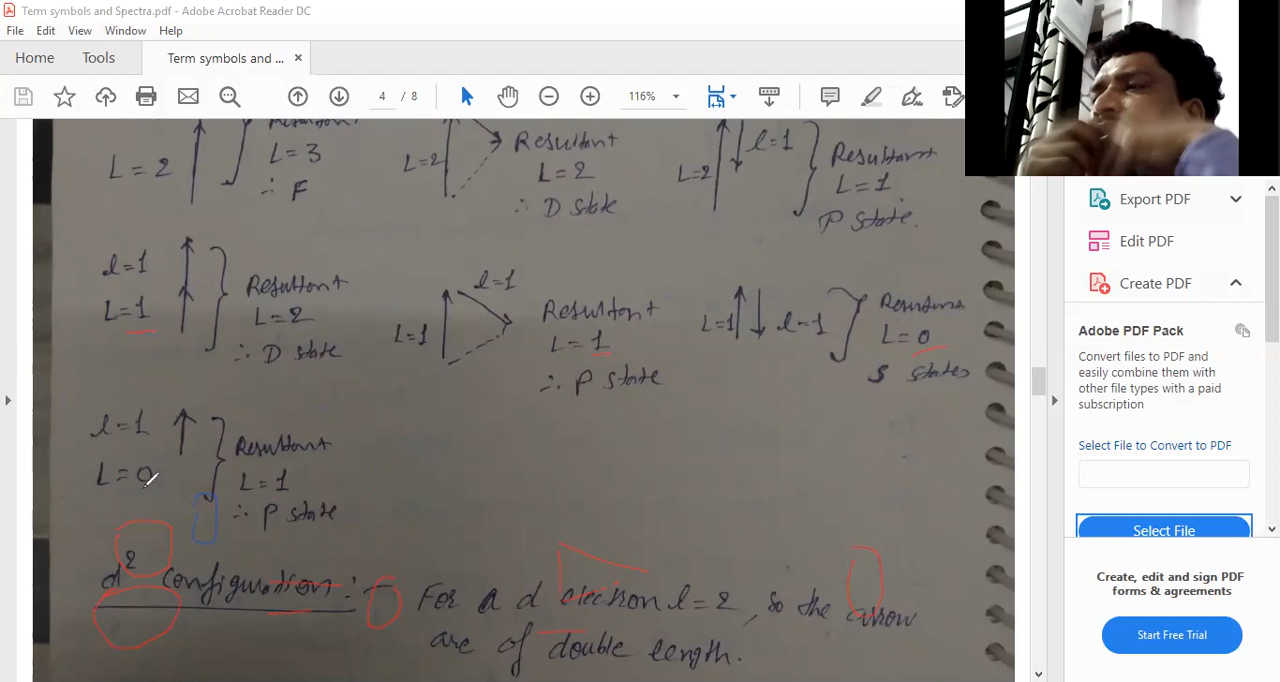 Term symbols and Spectra.pdf - Adobe Acrobat Reader DC
File Edit View Window Help
Home Tools Term symbols and ... ×
4 / 8 116%
Resultant
L = 2 L = 3 ∴ F
L=2 Resultant L = 2 ∴ D state
L=2 l=1 Resultant L = 1 P state.
l=1
L=1 Resultant L = 2 ∴ D state
L=1 l=1 Resultant L = 1 ∴ P state
L=1 l=1 L = 0 S states
l=1
L=0 Resultant L = 1 ∴ P state
d² configuration :- For a d electron l=2, so the arrow
are of double length.
Export PDF
Edit PDF
Create PDF
Adobe PDF Pack
Convert files to PDF and
easily combine them with
other file types with a paid
subscription
Select File to Convert to PDF
Select File
Convert, edit and sign PDF
forms & agreements
Start Free Trial